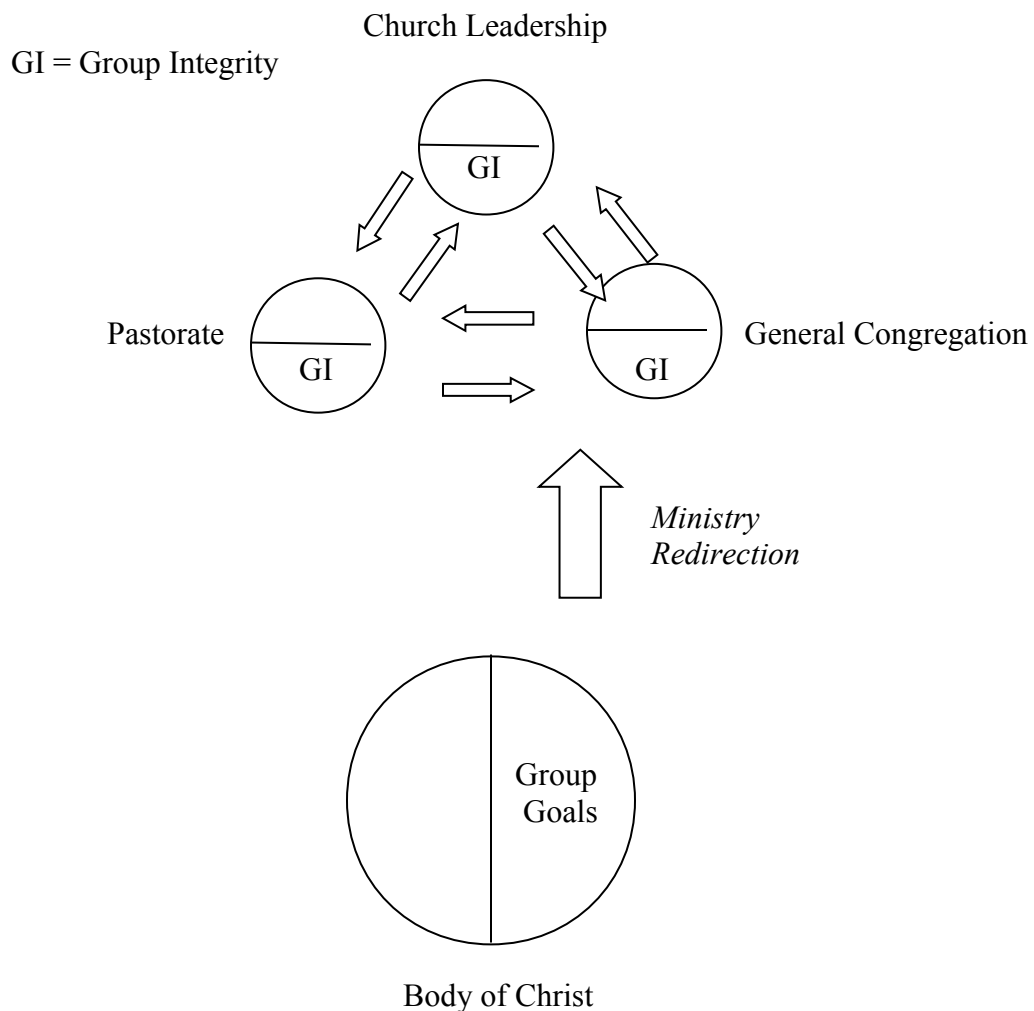 Church Leadership
GI = Group Integrity
GI
Pastorate
GI
General Congregation
GI
Ministry
Redirection
Group
Goals
Body of Christ